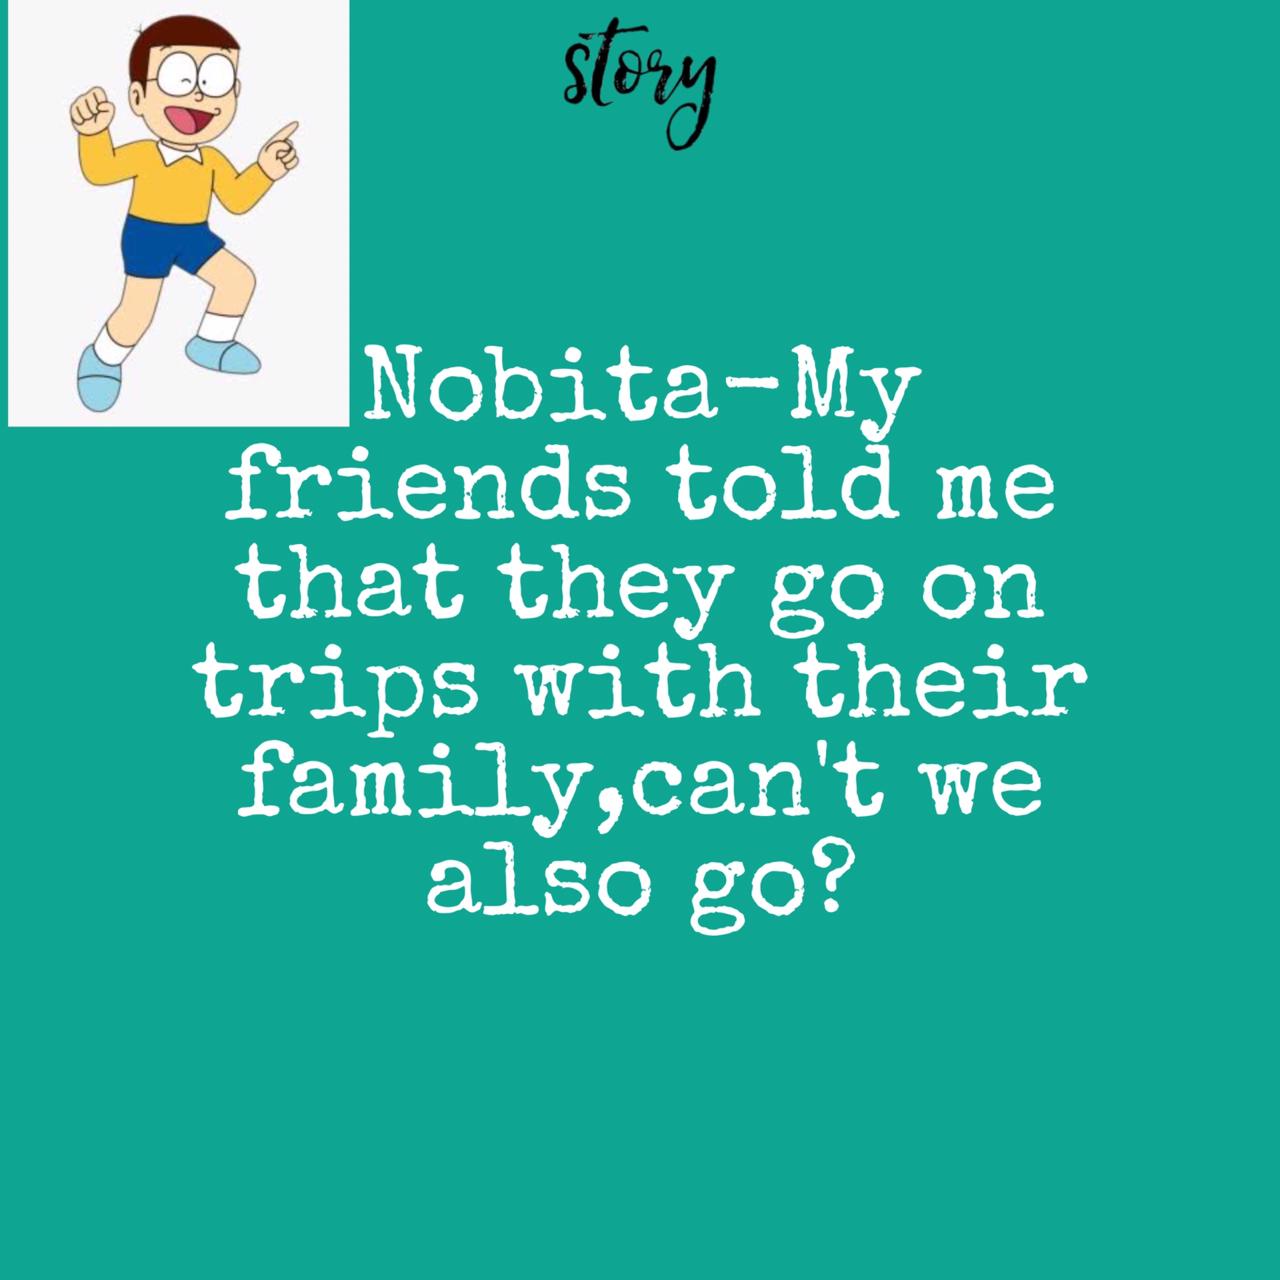 story
Nobita-My
friends told me
that they go on
trips with their
family,can't we
also go?